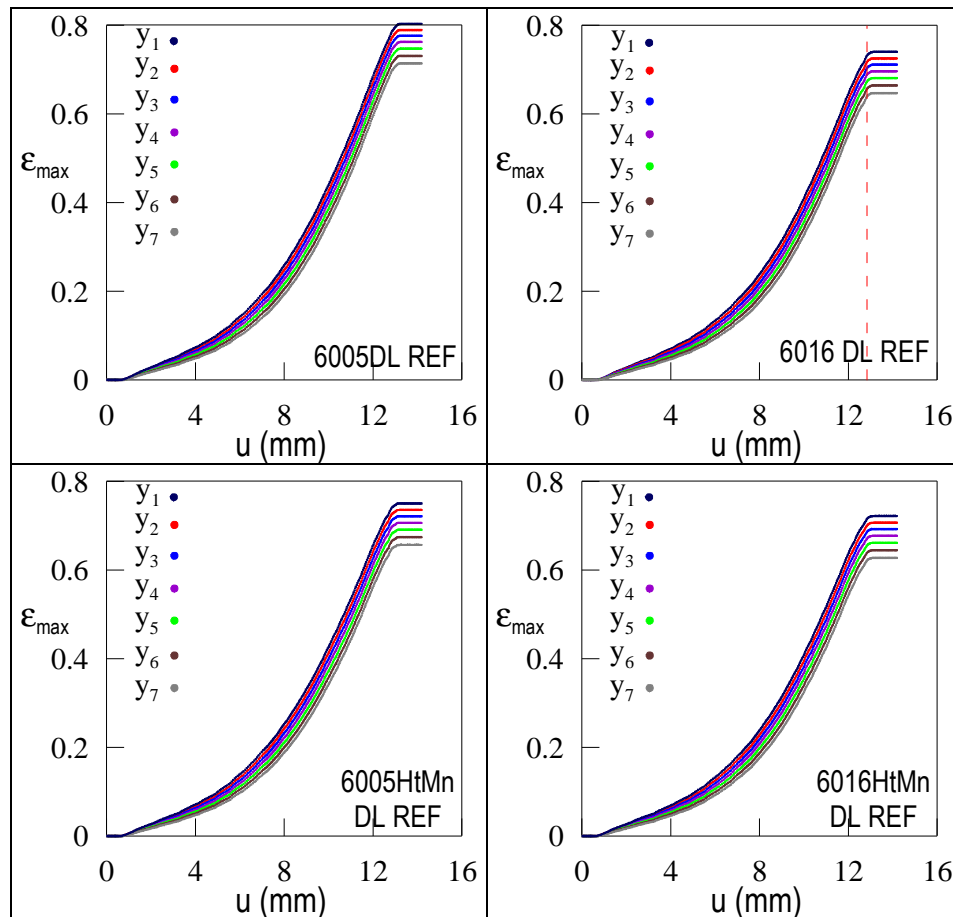 0.8
y1
y2
y3
0.6
y4
y5
εmax
y6
0.4
y7
0.2
6005DL REF
0
0 4 8 12 16
u (mm)
0.8
y1
y2
y3
0.6
y4
y5
εmax
y6
0.4
y7
0.2
6016 DL REF
0
0 4 8 12 16
u (mm)
0.8
y1
y2
y3
0.6
y4
y5
εmax
y6
0.4
y7
0.2
6005HtMn
DL REF
0
0 4 8 12 16
u (mm)
0.8
y1
y2
y3
0.6
y4
y5
εmax
y6
0.4
y7
0.2
6016HtMn
DL REF
0
0 4 8 12 16
u (mm)